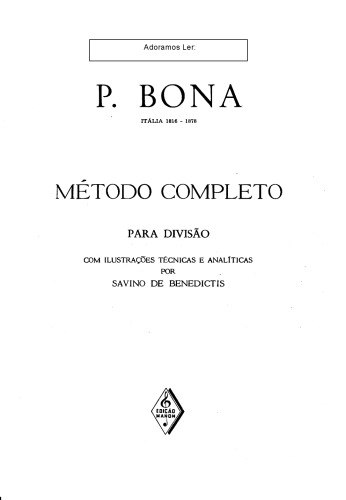 Adoramos Ler:
P. BONA
ITÁLIA 1816 - 1878
MÉTODO COMPLETO
PARA DIVISÃO
COM ILUSTRAÇÕES TÉCNICAS E ANALÍTICAS
POR
SAVINO DE BENEDICTIS
EDIÇÃO
MANON